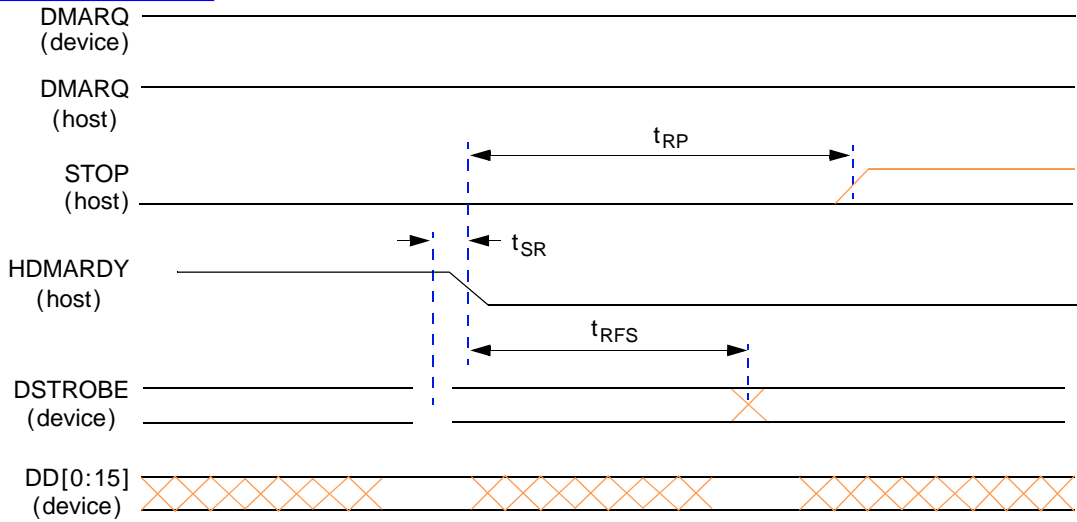 DMARQ
(device)
DMARQ
(host)
tRP
STOP
(host)
tSR
HDMARDY
(host)
tRFS
DSTROBE
(device)
DD[0:15]
(device)